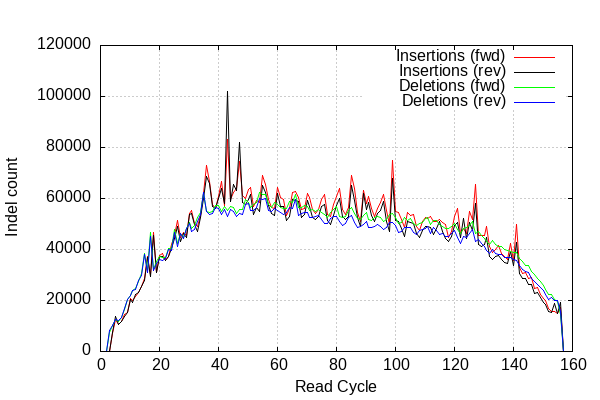 120000
100000
80000
60000
40000
20000
0
Indel count
Insertions (fwd)
Insertions (rev)
Deletions (fwd)
Deletions (rev)
0 20 40 60 80 100 120 140 160
Read Cycle